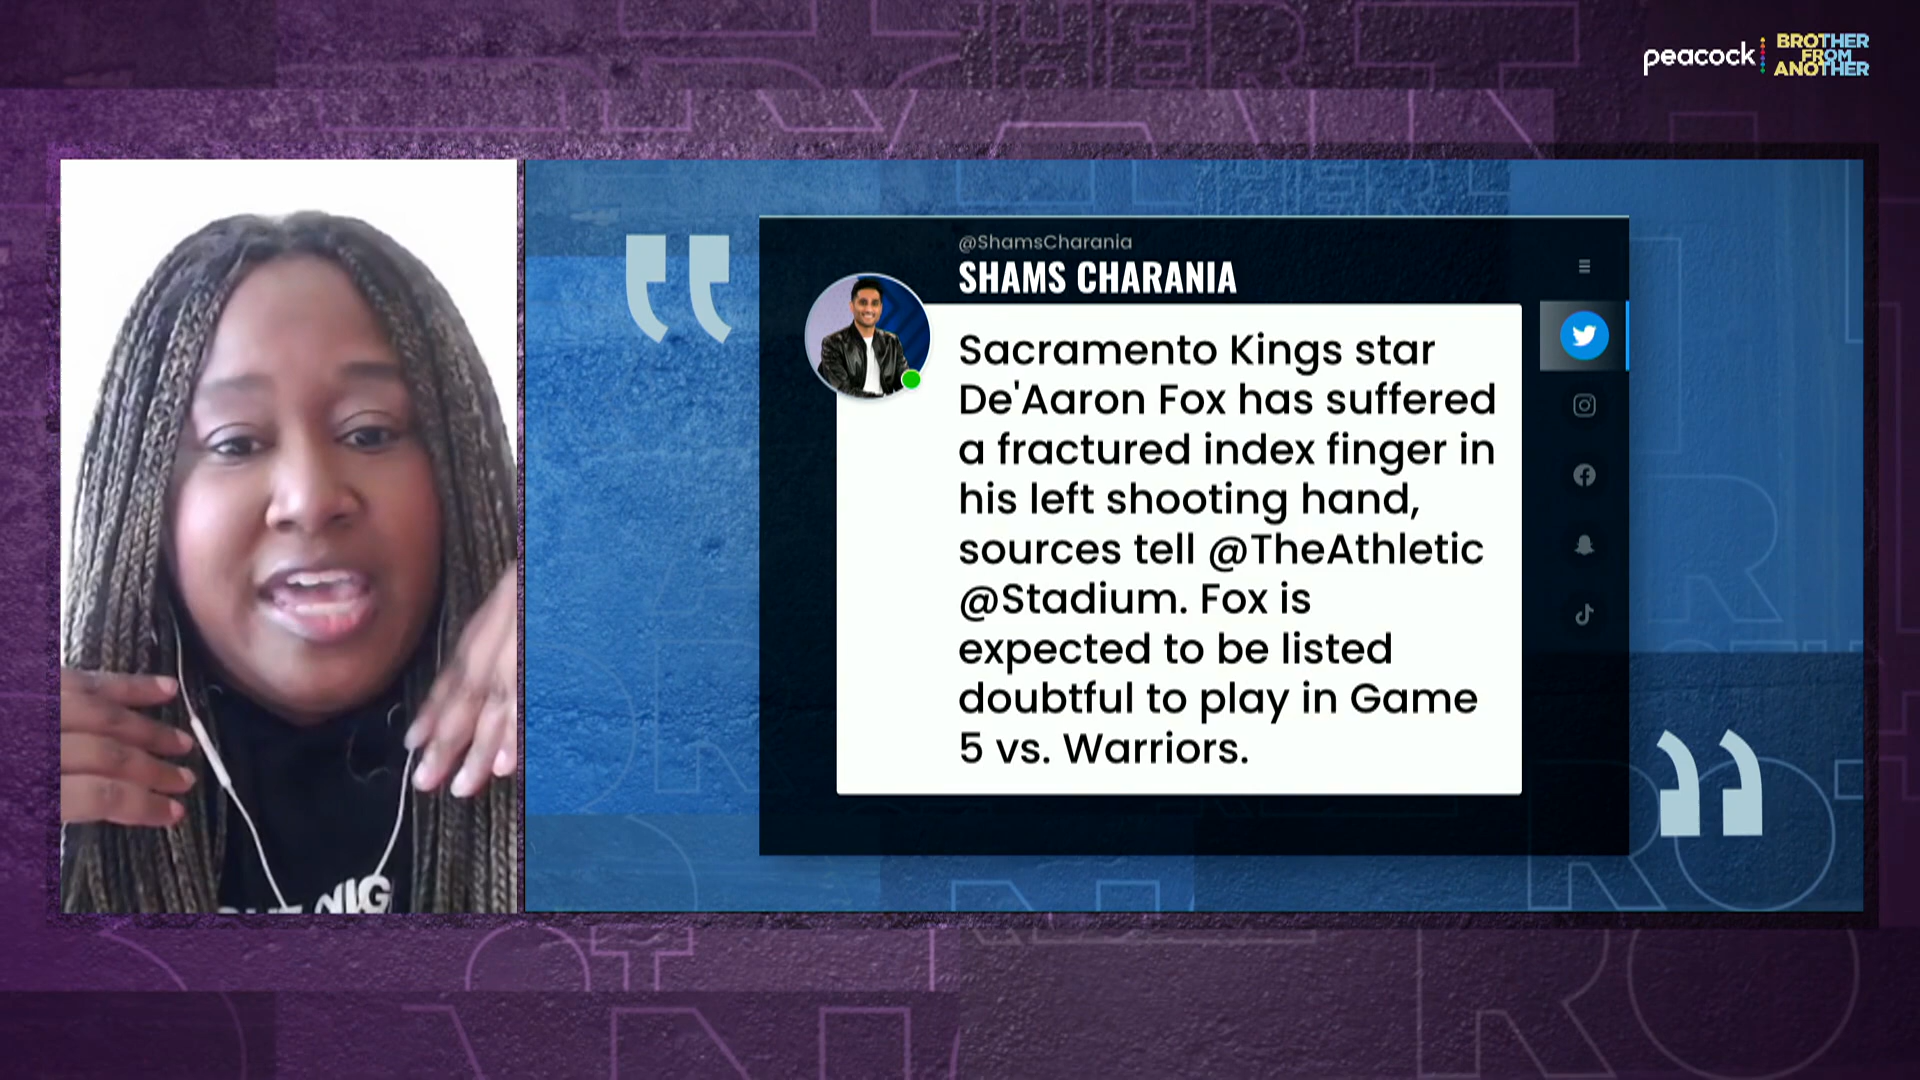 peacock
BROTHER
FROM
ANOTHER
@ShamsCharania
SHAMS CHARANIA
Sacramento Kings star
De'Aaron Fox has suffered
a fractured index finger in
his left shooting hand,
sources tell @TheAthletic
@Stadium. Fox is
expected to be listed
doubtful to play in Game
5 vs. Warriors.